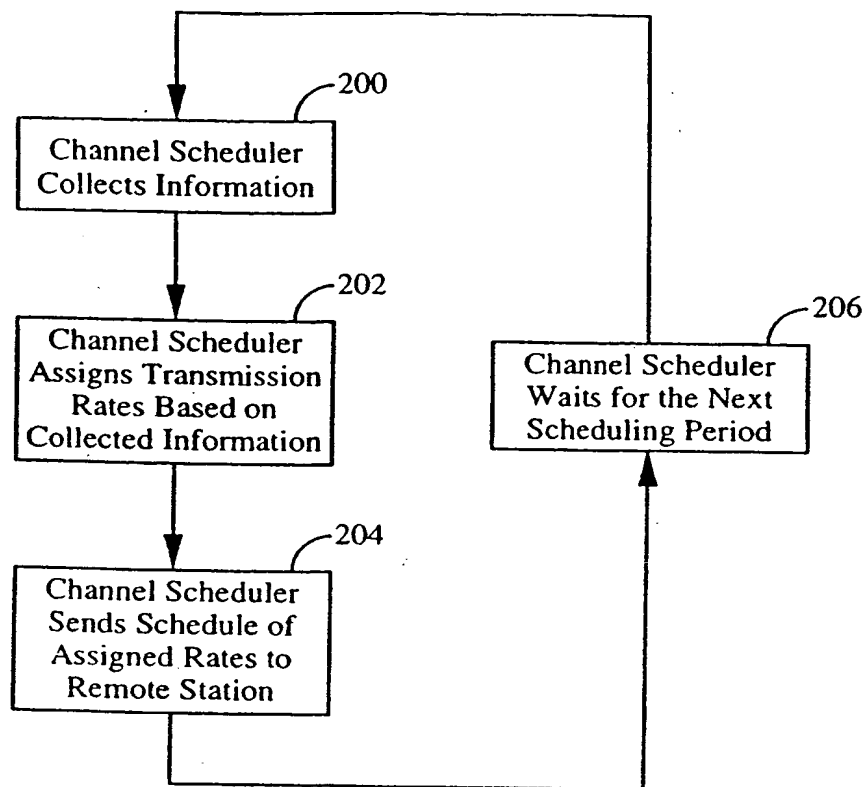 200
Channel Scheduler
Collects Information
202
Channel Scheduler
Assigns Transmission
Rates Based on
Collected Information
204
Channel Scheduler
Sends Schedule of
Assigned Rates to
Remote Station
206
Channel Scheduler
Waits for the Next
Scheduling Period